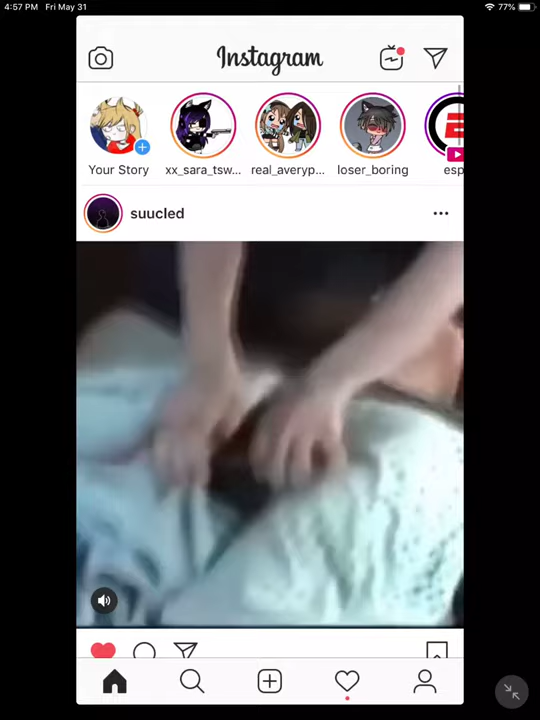 4:57 PM Fri May 31
77%
Instagram
Your Story
xx_sara_tsw...
real_averyp...
loser_boring
esp
suucled